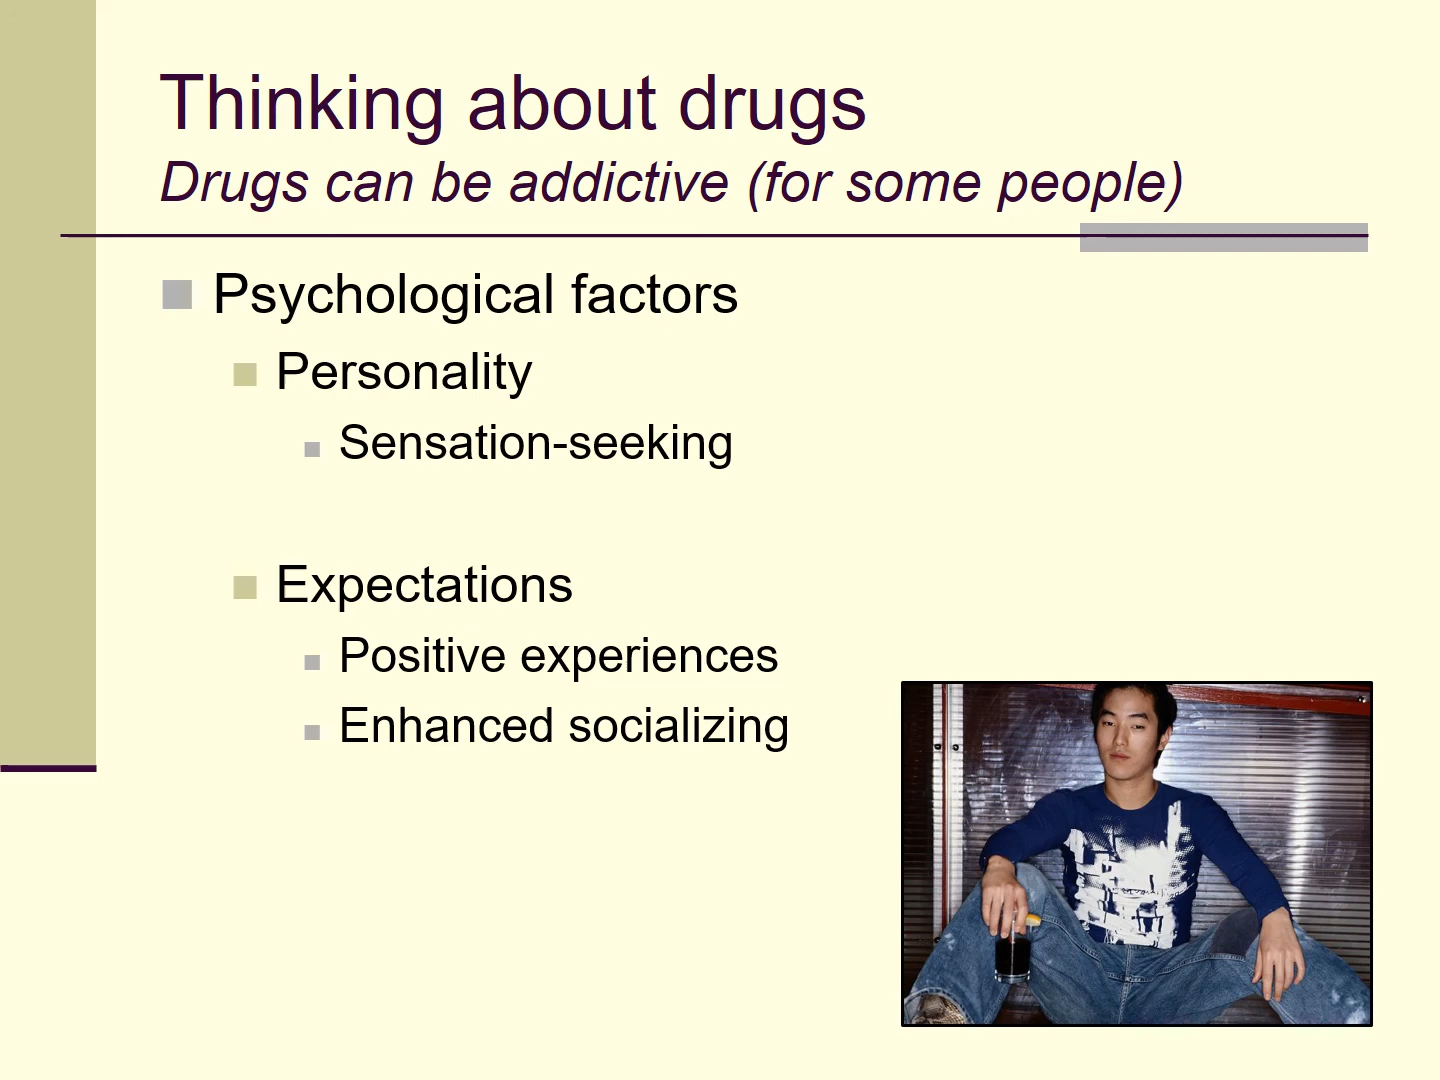 Thinking about drugs
Drugs can be addictive (for some people)
Psychological factors
Personality
Sensation-seeking
Expectations
Positive experiences
Enhanced socializing